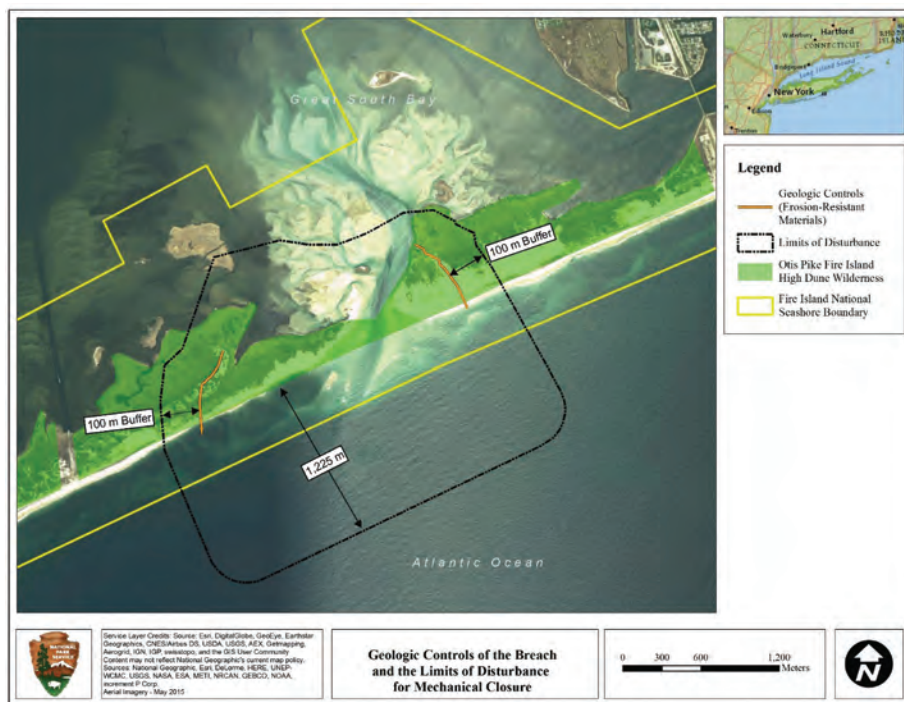 Great South Bay
100 m Buffer
100 m Buffer
1,225 m
Atlantic Ocean
Waterbury
Hartford
CONNECTICUT
Bridgeport
Long Island Sound
New York
Edison
Trenton
Legend
Geologic Controls
(Erosion-Resistant
Materials)
Limits of Disturbance
Otis Pike Fire Island
High Dune Wilderness
Fire Island National
Seashore Boundary
NATIONAL
PARK
SERVICE
Service Layer Credits: Source: Esri, DigitalGlobe, GeoEye, Earthstar
Geographics, CNES/Airbus DS, USDA, USGS, AEX, Getmapping,
Aerogrid, IGN, IGP, swisstopo, and the GIS User Community
Content may not reflect National Geographic's current map policy.
Sources: National Geographic, Esri, DeLorme, HERE, UNEP-
WCMC, USGS, NASA, ESA, METI, NRCAN, GEBCO, NOAA,
increment P Corp.
Aerial Imagery - May 2015
Geologic Controls of the Breach
and the Limits of Disturbance
for Mechanical Closure
0 300 600 1,200
Meters
N